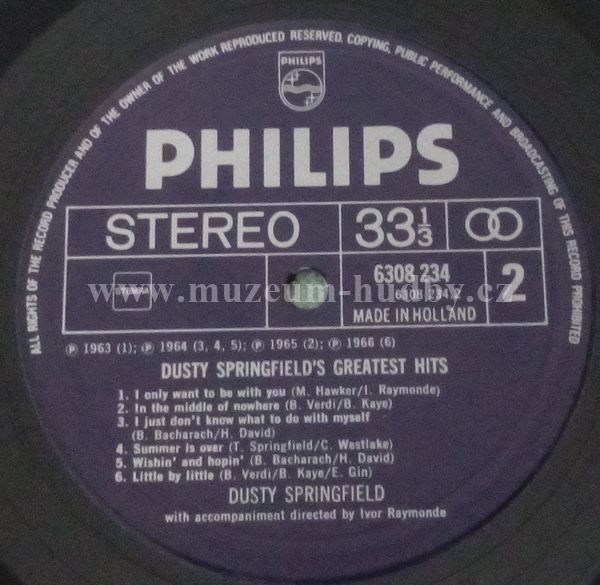 ALL RIGHTS OF THE RECORD PRODUCER AND OF THE OWNER OF THE WORK REPRODUCED RESERVED. COPYING, PUBLIC PERFORMANCE AND BROADCASTING OF THIS RECORD PROHIBITED
PHILIPS
PHILIPS
STEREO 33⅓
STEMRA 6308 234 2
6308 234.2
MADE IN HOLLAND
www.muzeum-hudby.cz
Ⓟ 1963 (1); Ⓟ 1964 (3, 4, 5); Ⓟ 1965 (2); Ⓟ 1966 (6)
DUSTY SPRINGFIELD'S GREATEST HITS
1. I only want to be with you (M. Hawker/I. Raymonde)
2. In the middle of nowhere (B. Verdi/B. Kaye)
3. I just don't know what to do with myself
(B. Bacharach/H. David)
4. Summer is over (T. Springfield/C. Westlake)
5. Wishin' and hopin' (B. Bacharach/H. David)
6. Little by little (B. Verdi/B. Kaye/E. Gin)
DUSTY SPRINGFIELD
with accompaniment directed by Ivor Raymonde